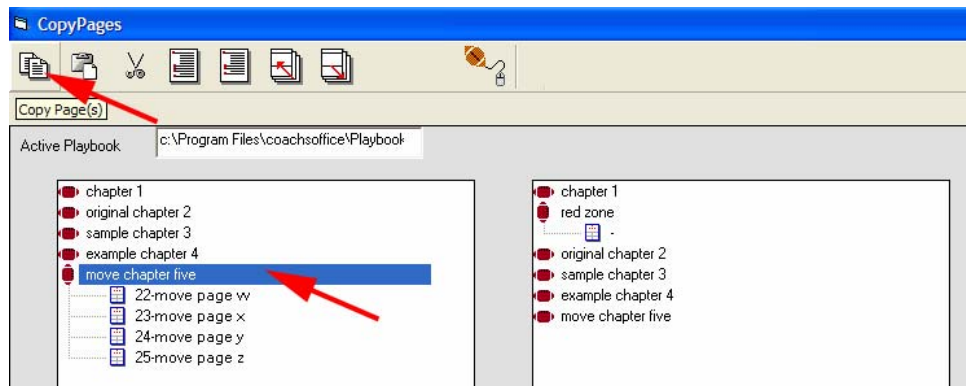 CopyPages
Copy Page(s)
Active Playbook
c:\Program Files\coachsoffice\Playbook
chapter 1
original chapter 2
sample chapter 3
example chapter 4
move chapter five
22-move page w
23-move page x
24-move page y
25-move page z
chapter 1
red zone
-
original chapter 2
sample chapter 3
example chapter 4
move chapter five